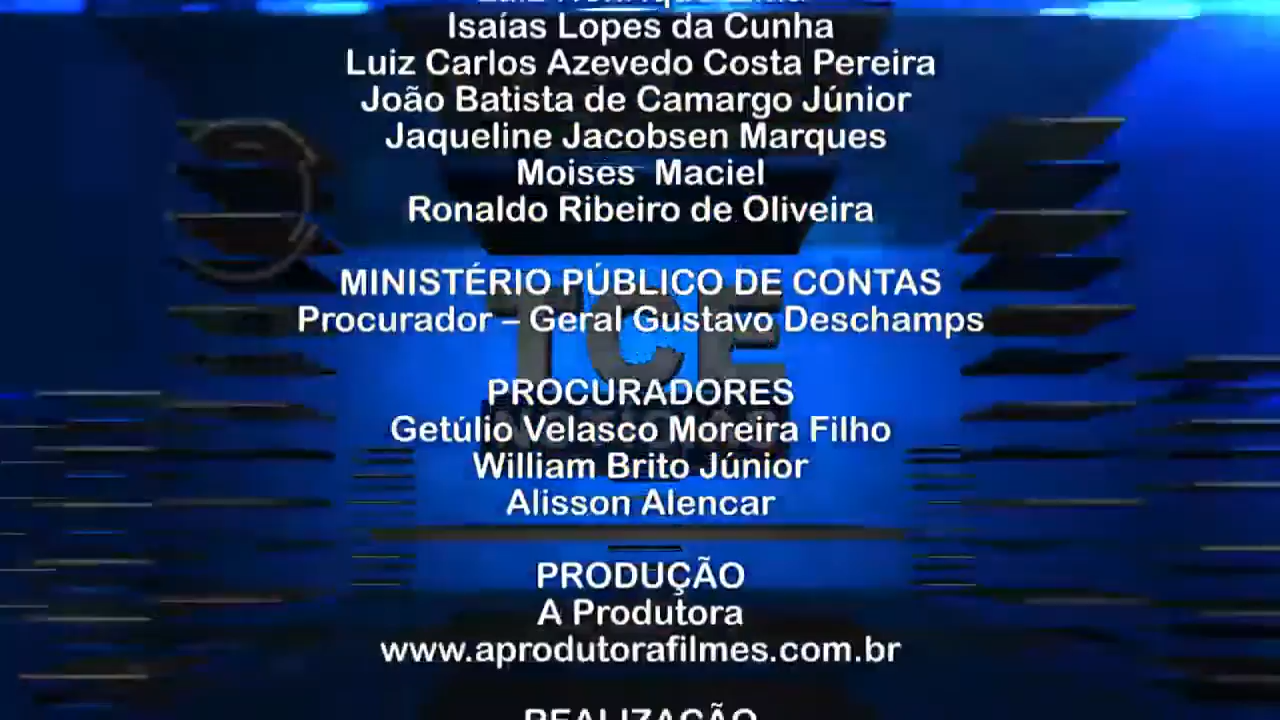 Isaías Lopes da Cunha
Luiz Carlos Azevedo Costa Pereira
João Batista de Camargo Júnior
Jaqueline Jacobsen Marques
Moises Maciel
Ronaldo Ribeiro de Oliveira
MINISTÉRIO PÚBLICO DE CONTAS
Procurador – Geral Gustavo Deschamps
TCE
PROCURADORES
Getúlio Velasco Moreira Filho
William Brito Júnior
Alisson Alencar
PRODUÇÃO
A Produtora
www.aprodutorafilmes.com.br
REALIZAÇÃO